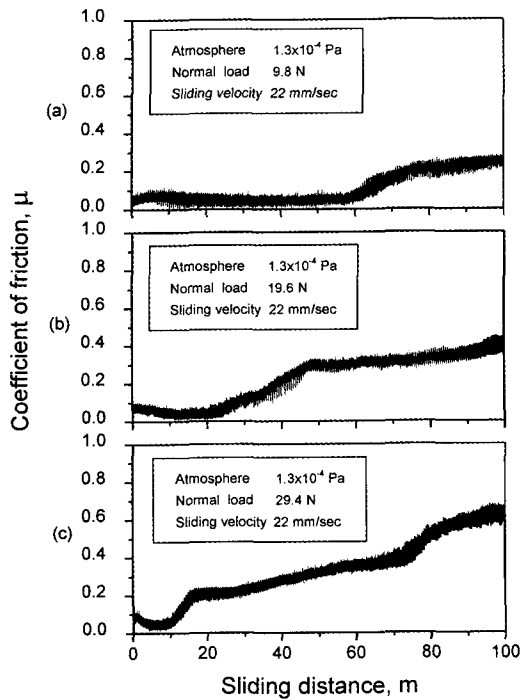 Coefficient of friction, μ
(a)
1.0
0.8
0.6
0.4
0.2
0.0
Atmosphere 1.3x10⁻⁴ Pa
Normal load 9.8 N
Sliding velocity 22 mm/sec
(b)
1.0
0.8
0.6
0.4
0.2
0.0
Atmosphere 1.3x10⁻⁴ Pa
Normal load 19.6 N
Sliding velocity 22 mm/sec
(c)
1.0
0.8
0.6
0.4
0.2
0.0
Atmosphere 1.3x10⁻⁴ Pa
Normal load 29.4 N
Sliding velocity 22 mm/sec
0 20 40 60 80 100
Sliding distance, m